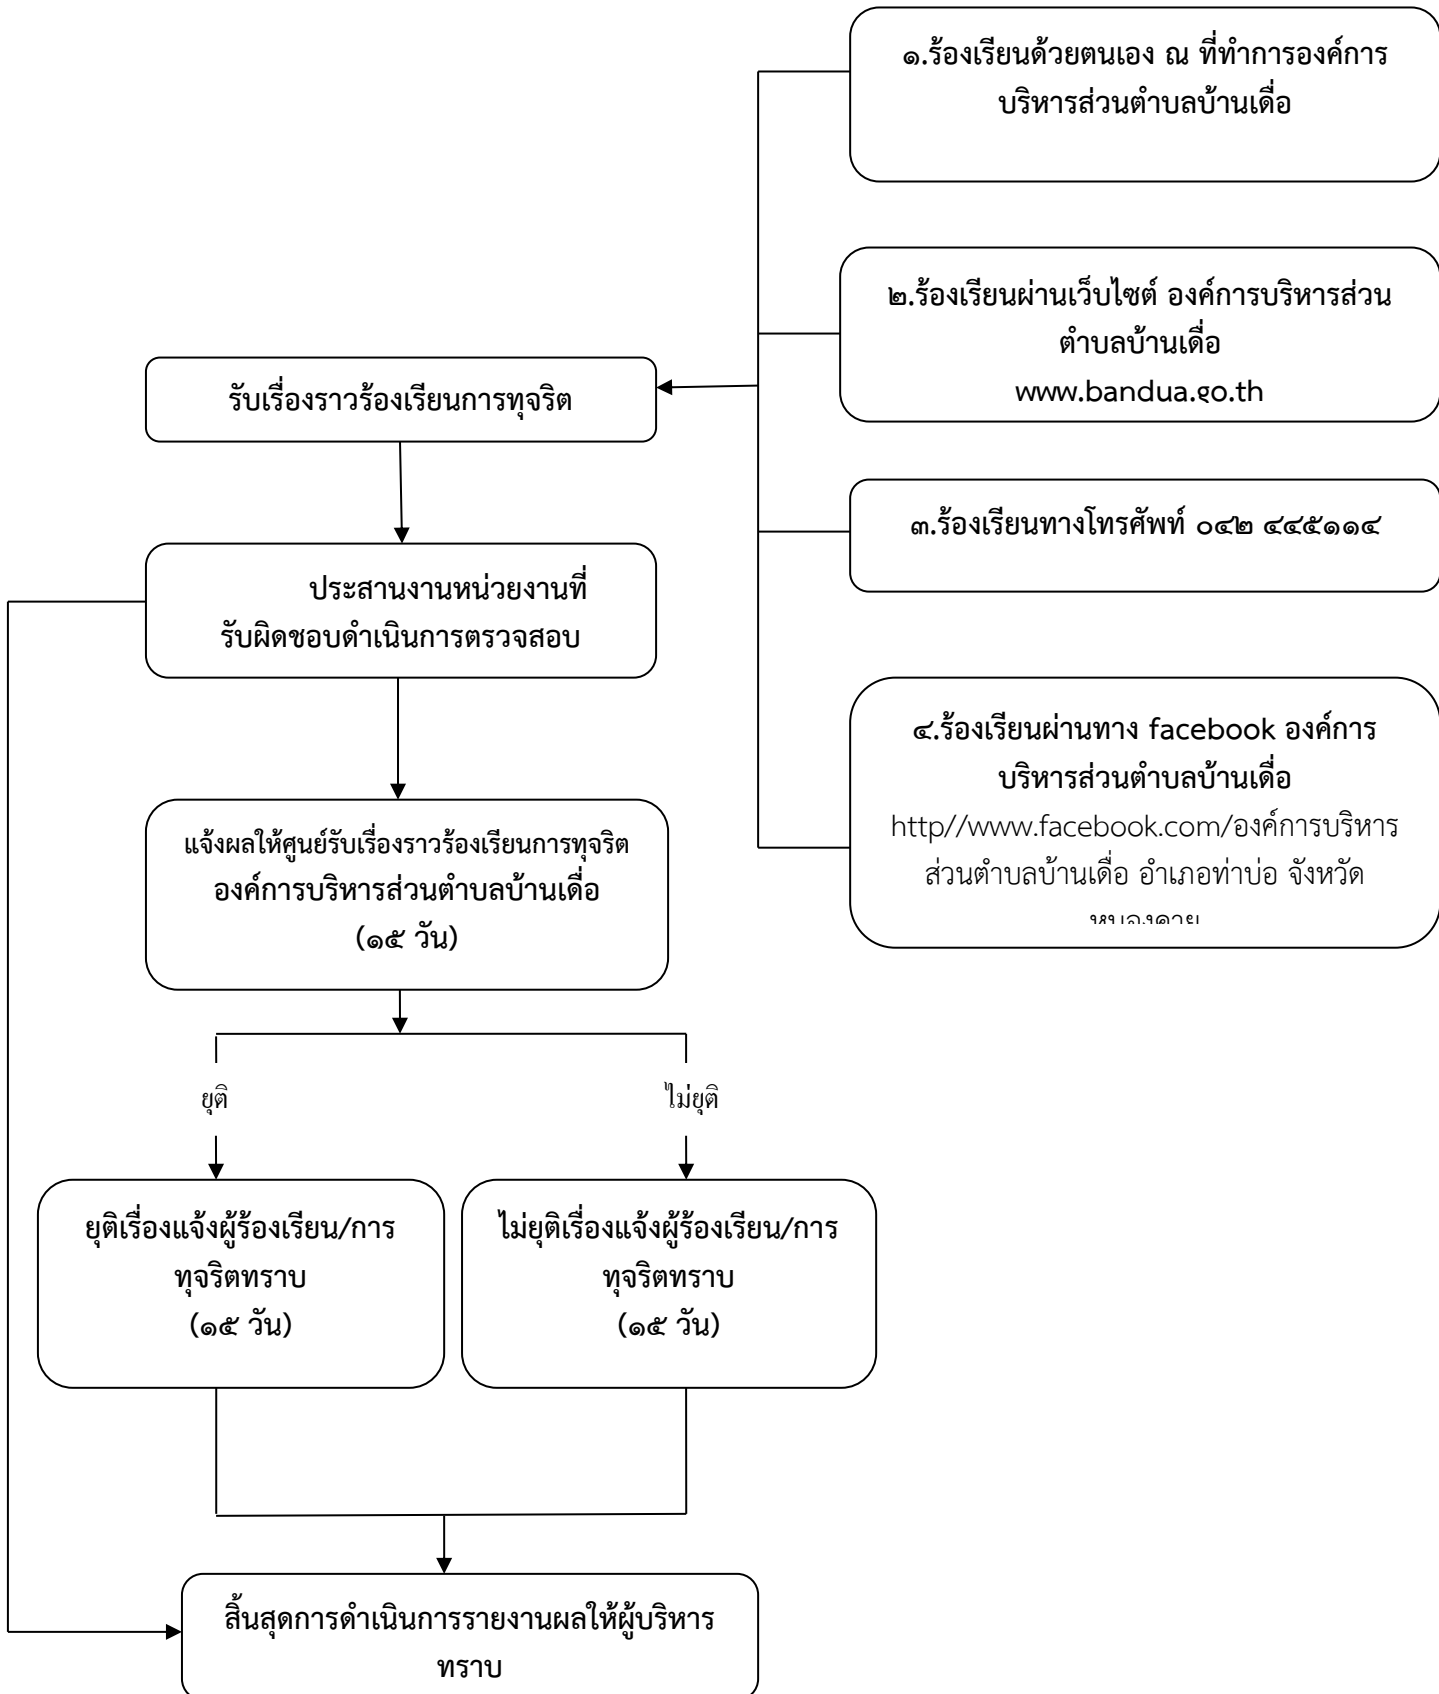 ๑.ร้องเรียนด้วยตนเอง ณ ที่ทำการองค์การ
บริหารส่วนตำบลบ้านเดื่อ
๒.ร้องเรียนผ่านเว็บไซต์ องค์การบริหารส่วน
ตำบลบ้านเดื่อ
www.bandua.go.th
๓.ร้องเรียนทางโทรศัพท์ ๐๔๒ ๔๔๕๑๑๔
๔.ร้องเรียนผ่านทาง facebook องค์การ
บริหารส่วนตำบลบ้านเดื่อ
http//www.facebook.com/องค์การบริหาร
ส่วนตำบลบ้านเดื่อ อำเภอท่าบ่อ จังหวัด
หนองคาย
รับเรื่องราวร้องเรียนการทุจริต
ประสานงานหน่วยงานที่
รับผิดชอบดำเนินการตรวจสอบ
แจ้งผลให้ศูนย์รับเรื่องราวร้องเรียนการทุจริต
องค์การบริหารส่วนตำบลบ้านเดื่อ
(๑๕ วัน)
ยุติ
ไม่ยุติ
ยุติเรื่องแจ้งผู้ร้องเรียน/การ
ทุจริตทราบ
(๑๕ วัน)
ไม่ยุติเรื่องแจ้งผู้ร้องเรียน/การ
ทุจริตทราบ
(๑๕ วัน)
สิ้นสุดการดำเนินการรายงานผลให้ผู้บริหาร
ทราบ